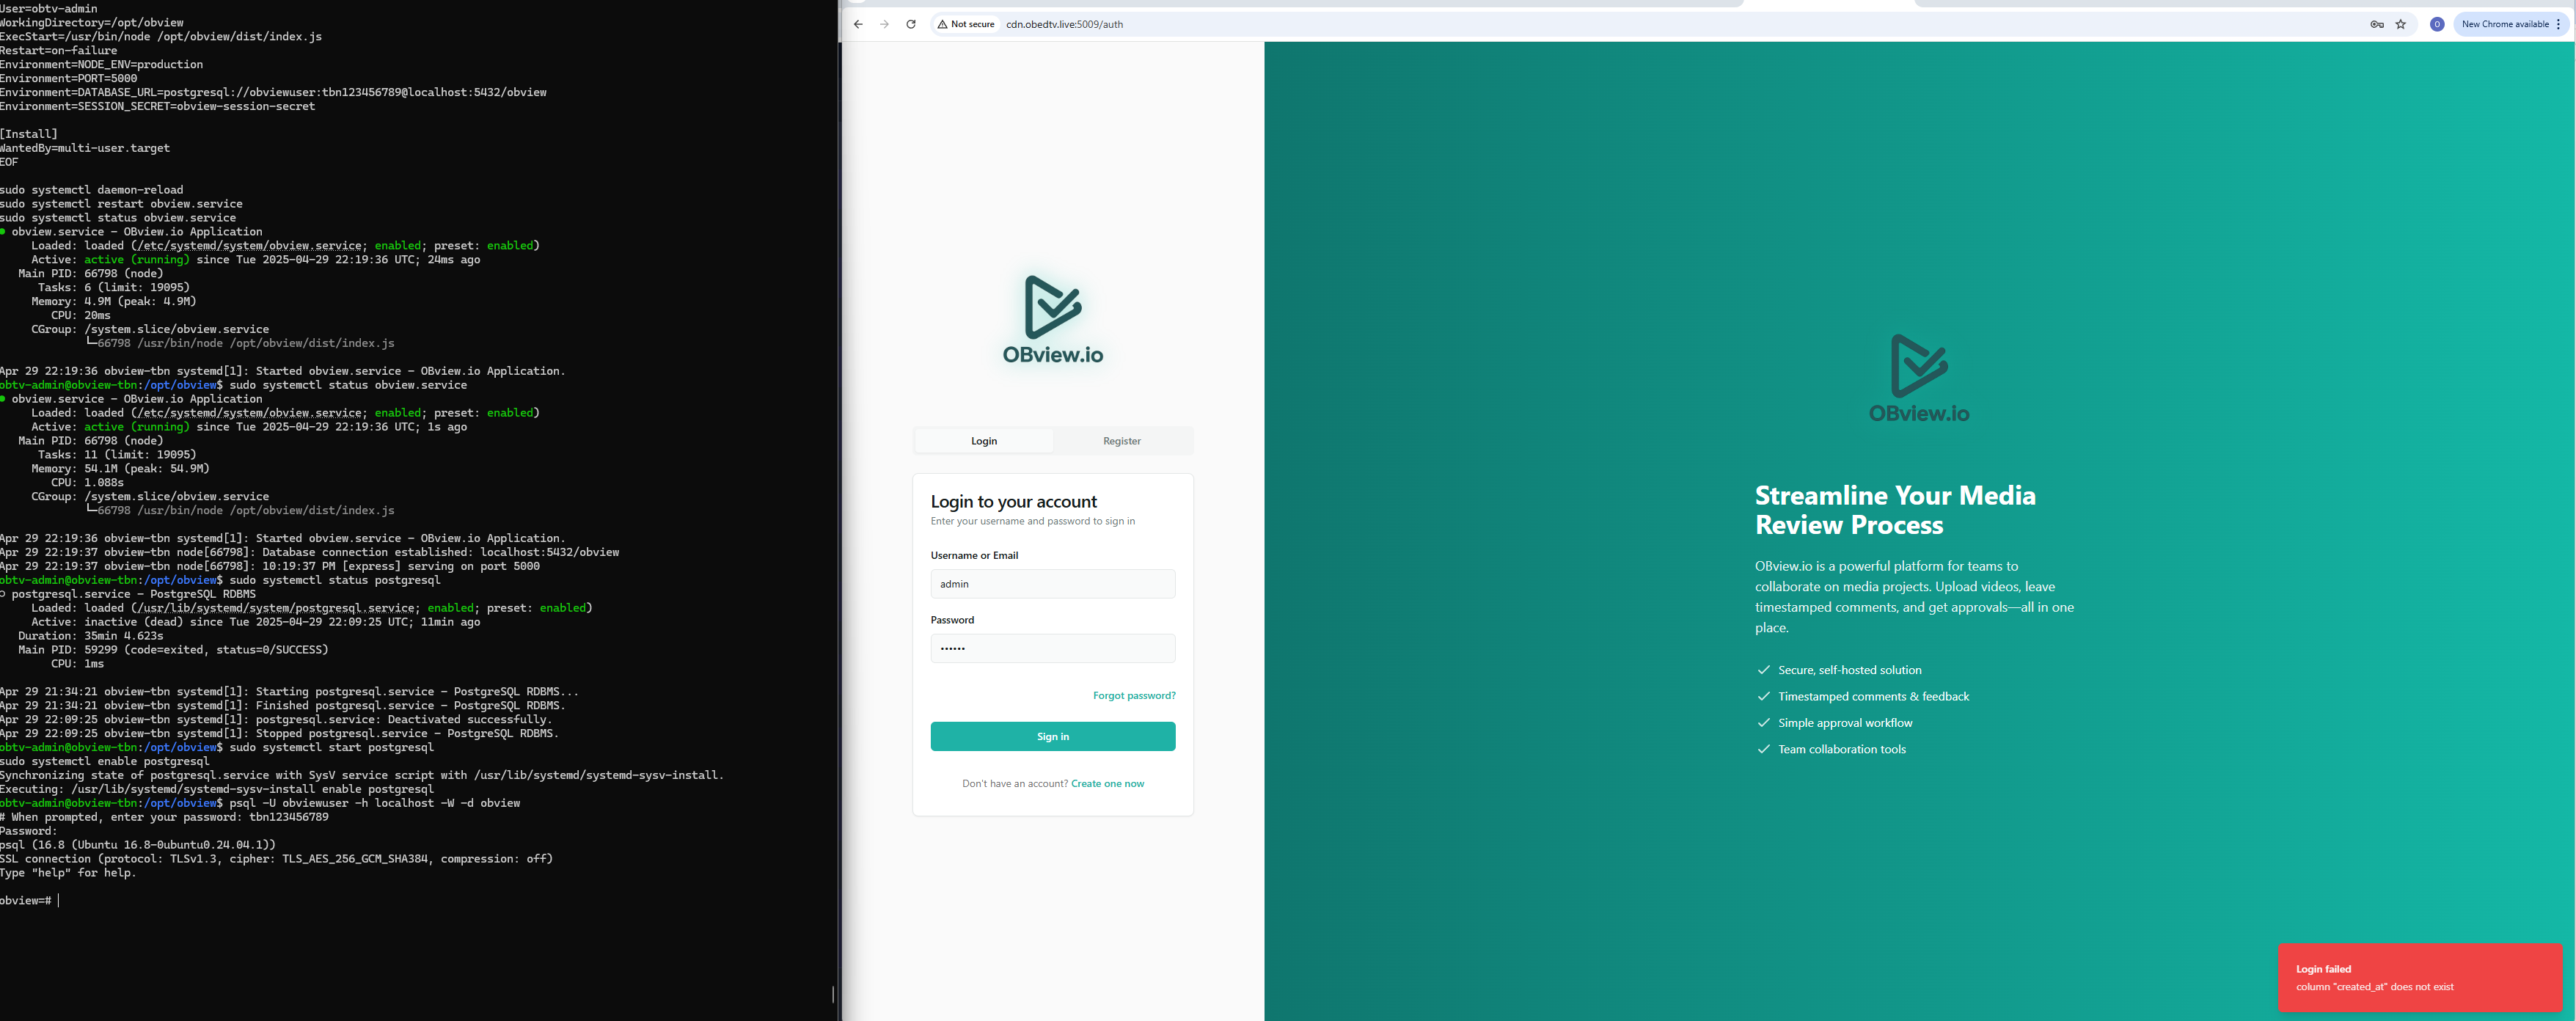 User=obtv-admin
WorkingDirectory=/opt/obview
ExecStart=/usr/bin/node /opt/obview/dist/index.js
Restart=on-failure
Environment=NODE_ENV=production
Environment=PORT=5000
Environment=DATABASE_URL=postgresql://obviewuser:tbn123456789@localhost:5432/obview
Environment=SESSION_SECRET=obview-session-secret
[Install]
WantedBy=multi-user.target
EOF
sudo systemctl daemon-reload
sudo systemctl restart obview.service
sudo systemctl status obview.service
● obview.service - OBview.io Application
Loaded: loaded (/etc/systemd/system/obview.service; enabled; preset: enabled)
Active: active (running) since Tue 2025-04-29 22:19:36 UTC; 24ms ago
Main PID: 66798 (node)
Tasks: 6 (limit: 19095)
Memory: 4.9M (peak: 4.9M)
CPU: 20ms
CGroup: /system.slice/obview.service
└─66798 /usr/bin/node /opt/obview/dist/index.js
Apr 29 22:19:36 obview-tbn systemd[1]: Started obview.service - OBview.io Application.
obtv-admin@obview-tbn:/opt/obview$ sudo systemctl status obview.service
● obview.service - OBview.io Application
Loaded: loaded (/etc/systemd/system/obview.service; enabled; preset: enabled)
Active: active (running) since Tue 2025-04-29 22:19:36 UTC; 1s ago
Main PID: 66798 (node)
Tasks: 11 (limit: 19095)
Memory: 54.1M (peak: 54.9M)
CPU: 1.088s
CGroup: /system.slice/obview.service
└─66798 /usr/bin/node /opt/obview/dist/index.js
Apr 29 22:19:36 obview-tbn systemd[1]: Started obview.service - OBview.io Application.
Apr 29 22:19:37 obview-tbn node[66798]: Database connection established: localhost:5432/obview
Apr 29 22:19:37 obview-tbn node[66798]: 10:19:37 PM [express] serving on port 5000
obtv-admin@obview-tbn:/opt/obview$ sudo systemctl status postgresql
○ postgresql.service - PostgreSQL RDBMS
Loaded: loaded (/usr/lib/systemd/system/postgresql.service; enabled; preset: enabled)
Active: inactive (dead) since Tue 2025-04-29 22:09:25 UTC; 11min ago
Duration: 35min 4.623s
Main PID: 59299 (code=exited, status=0/SUCCESS)
CPU: 1ms
Apr 29 21:34:21 obview-tbn systemd[1]: Starting postgresql.service - PostgreSQL RDBMS...
Apr 29 21:34:21 obview-tbn systemd[1]: Finished postgresql.service - PostgreSQL RDBMS.
Apr 29 22:09:25 obview-tbn systemd[1]: postgresql.service: Deactivated successfully.
Apr 29 22:09:25 obview-tbn systemd[1]: Stopped postgresql.service - PostgreSQL RDBMS.
obtv-admin@obview-tbn:/opt/obview$ sudo systemctl start postgresql
sudo systemctl enable postgresql
Synchronizing state of postgresql.service with SysV service script with /usr/lib/systemd/systemd-sysv-install.
Executing: /usr/lib/systemd/systemd-sysv-install enable postgresql
obtv-admin@obview-tbn:/opt/obview$ psql -U obviewuser -h localhost -W -d obview
# When prompted, enter your password: tbn123456789
Password:
psql (16.8 (Ubuntu 16.8-0ubuntu0.24.04.1))
SSL connection (protocol: TLSv1.3, cipher: TLS_AES_256_GCM_SHA384, compression: off)
Type "help" for help.
obview=#
Not secure cdn.obedtv.live:5009/auth
O New Chrome available
OBview.io
Login Register
Login to your account
Enter your username and password to sign in
Username or Email
admin
Password
••••••
Forgot password?
Sign in
Don't have an account? Create one now
OBview.io
Streamline Your Media
Review Process
OBview.io is a powerful platform for teams to
collaborate on media projects. Upload videos, leave
timestamped comments, and get approvals—all in one
place.
Secure, self-hosted solution
Timestamped comments & feedback
Simple approval workflow
Team collaboration tools
Login failed
column "created_at" does not exist